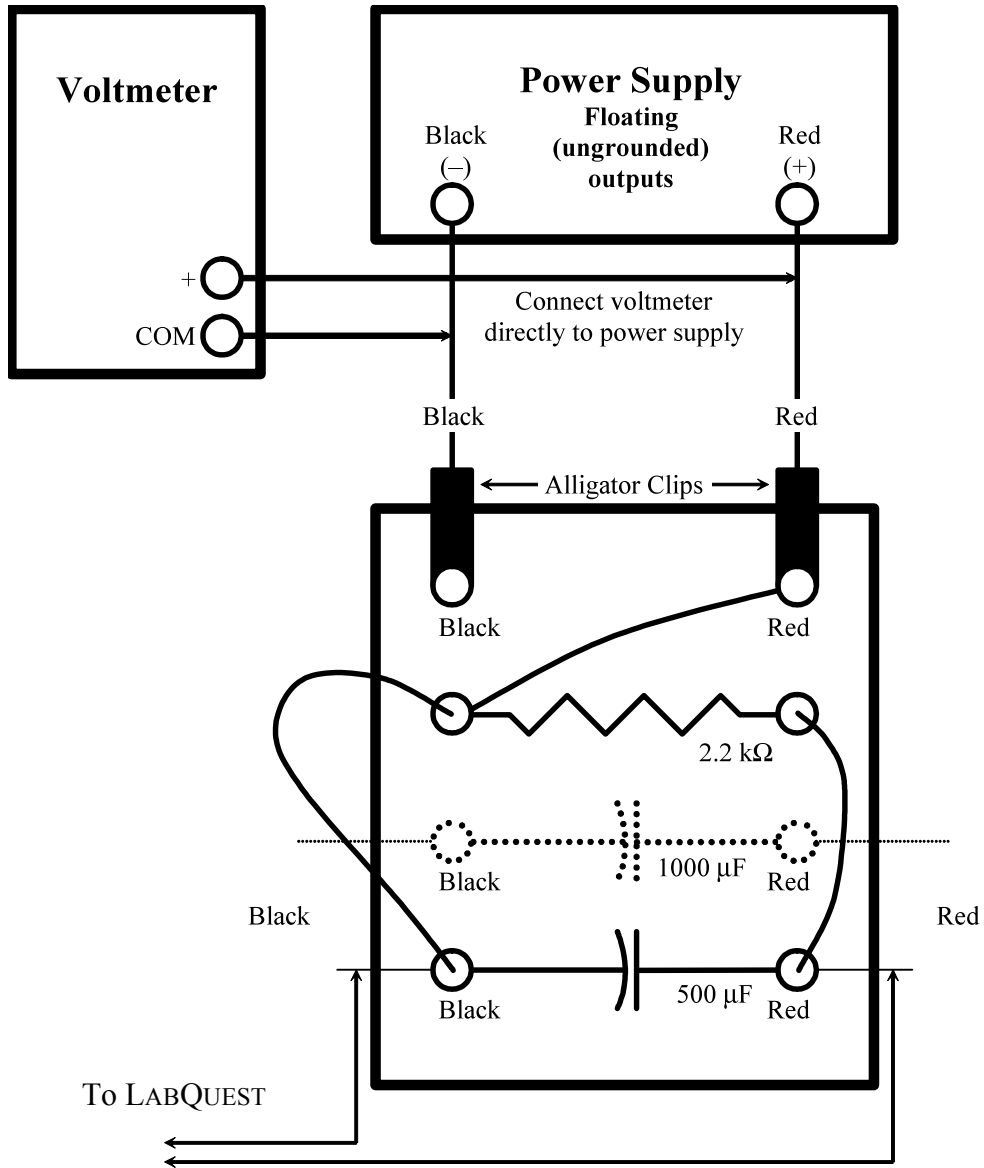 Voltmeter
Power Supply
Floating
(ungrounded)
outputs
Black
(–)
Red
(+)
+
COM
Connect voltmeter
directly to power supply
Black
Red
Alligator Clips
Black
Red
2.2 kΩ
1000 µF
Black
Red
Black
Red
500 µF
Black
Red
To LABQUEST